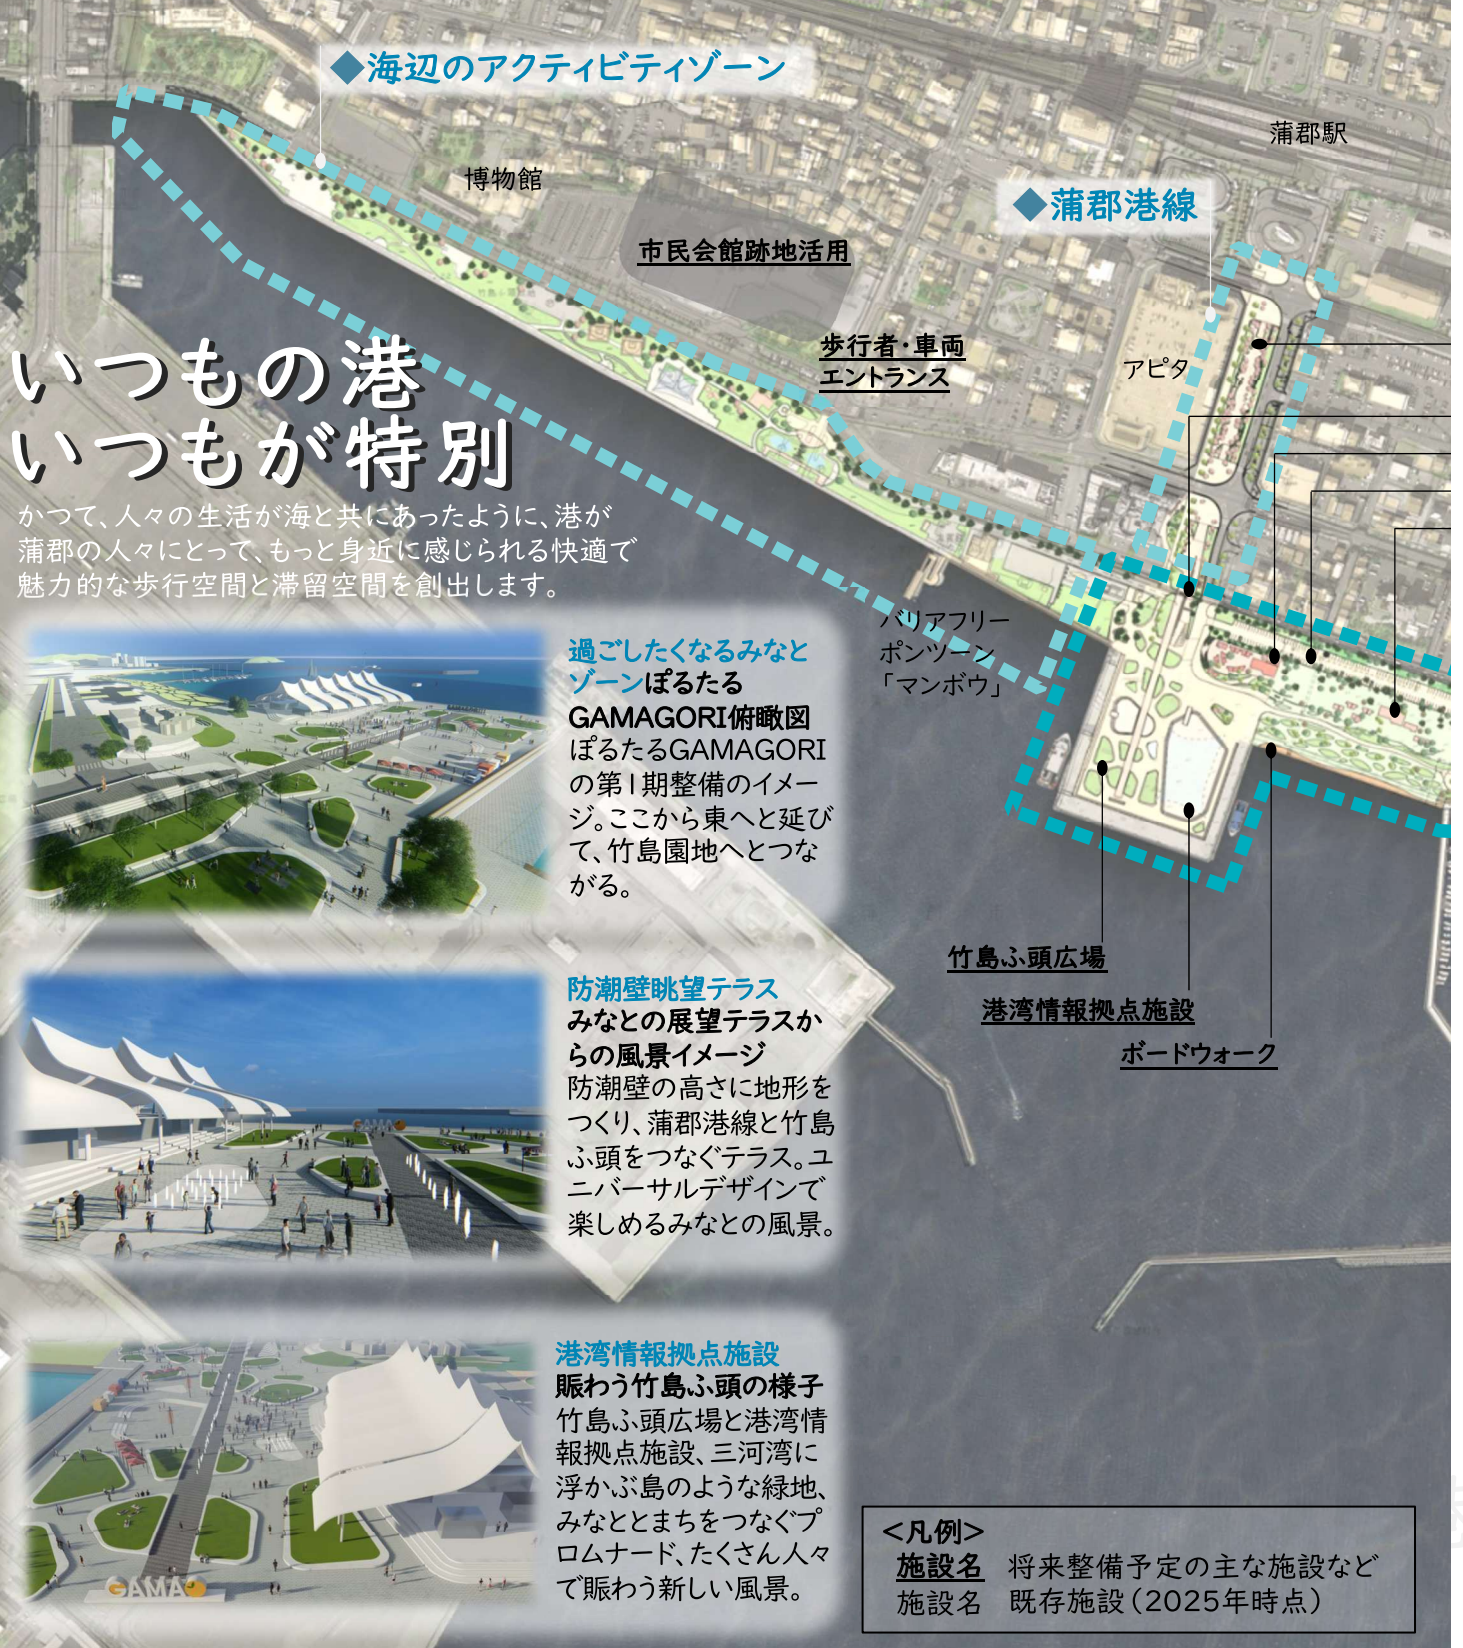 ◆海辺のアクティビティゾーン
蒲郡駅
博物館
◆蒲郡港線
市民会館跡地活用
歩行者・車両
エントランス
アピタ
いつもの港
いつもが特別
かつて、人々の生活が海と共にあったように、港が
蒲郡の人々にとって、もっと身近に感じられる快適で
魅力的な歩行空間と滞留空間を創出します。
バリアフリー
ポンツーン
「マンボウ」
過ごしたくなるみなと
ゾーンぽるたる
GAMAGORI俯瞰図
ぽるたるGAMAGORI
の第1期整備のイメー
ジ。ここから東へと延び
て、竹島園地へとつな
がる。
竹島ふ頭広場
港湾情報拠点施設
ボードウォーク
防潮壁眺望テラス
みなとの展望テラスか
らの風景イメージ
防潮壁の高さに地形を
つくり、蒲郡港線と竹島
ふ頭をつなぐテラス。ユ
ニバーサルデザインで
楽しめるみなとの風景。
GAMAGO
港湾情報拠点施設
賑わう竹島ふ頭の様子
竹島ふ頭広場と港湾情
報拠点施設、三河湾に
浮かぶ島のような緑地、
みなととまちをつなぐプ
ロムナード、たくさん人々
で賑わう新しい風景。
GAMAGO
<凡例>
施設名 将来整備予定の主な施設など
施設名 既存施設（2025年時点）